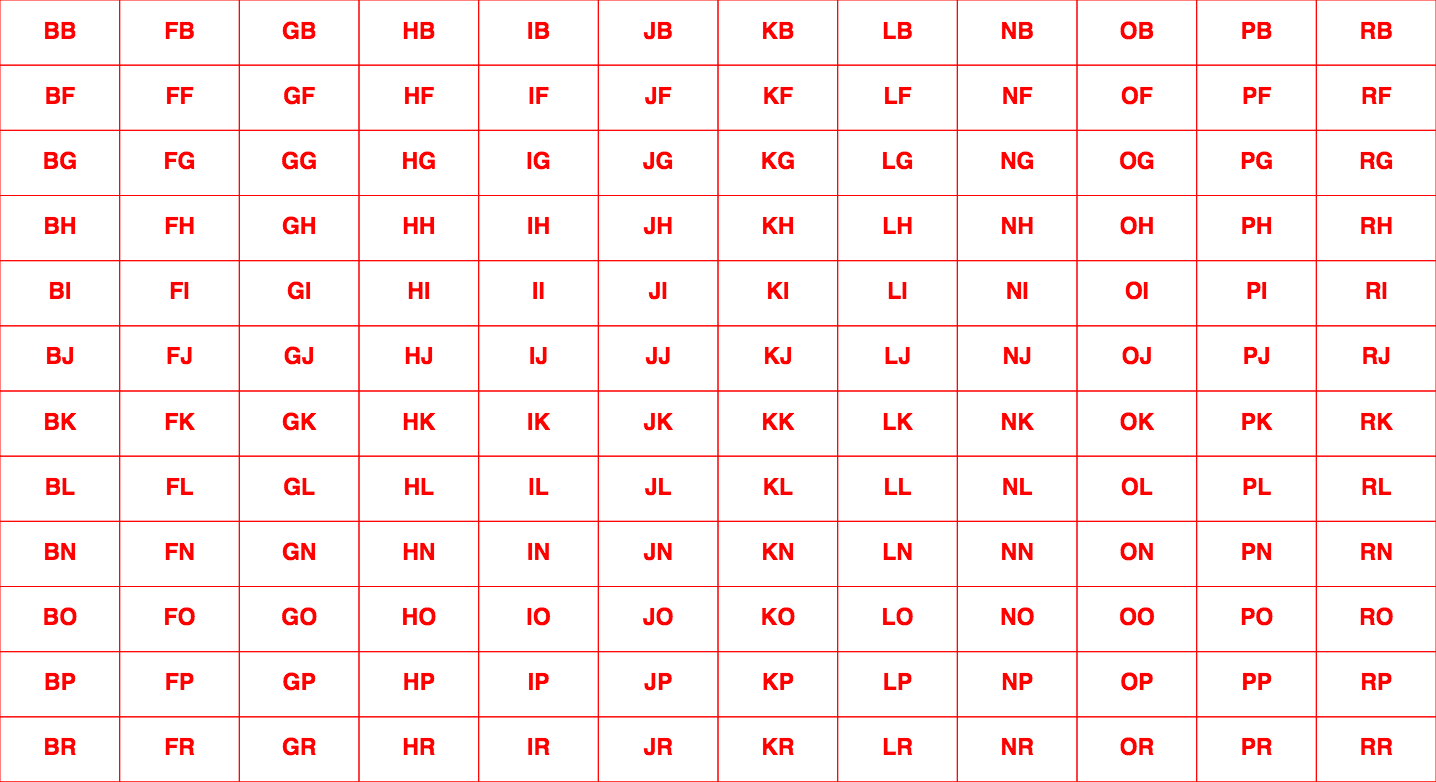 BB FB GB HB IB JB KB LB NB OB PB RB
BF FF GF HF IF JF KF LF NF OF PF RF
BG FG GG HG IG JG KG LG NG OG PG RG
BH FH GH HH IH JH KH LH NH OH PH RH
BI FI GI HI II JI KI LI NI OI PI RI
BJ FJ GJ HJ IJ JJ KJ LJ NJ OJ PJ RJ
BK FK GK HK IK JK KK LK NK OK PK RK
BL FL GL HL IL JL KL LL NL OL PL RL
BN FN GN HN IN JN KN LN NN ON PN RN
BO FO GO HO IO JO KO LO NO OO PO RO
BP FP GP HP IP JP KP LP NP OP PP RP
BR FR GR HR IR JR KR LR NR OR PR RR